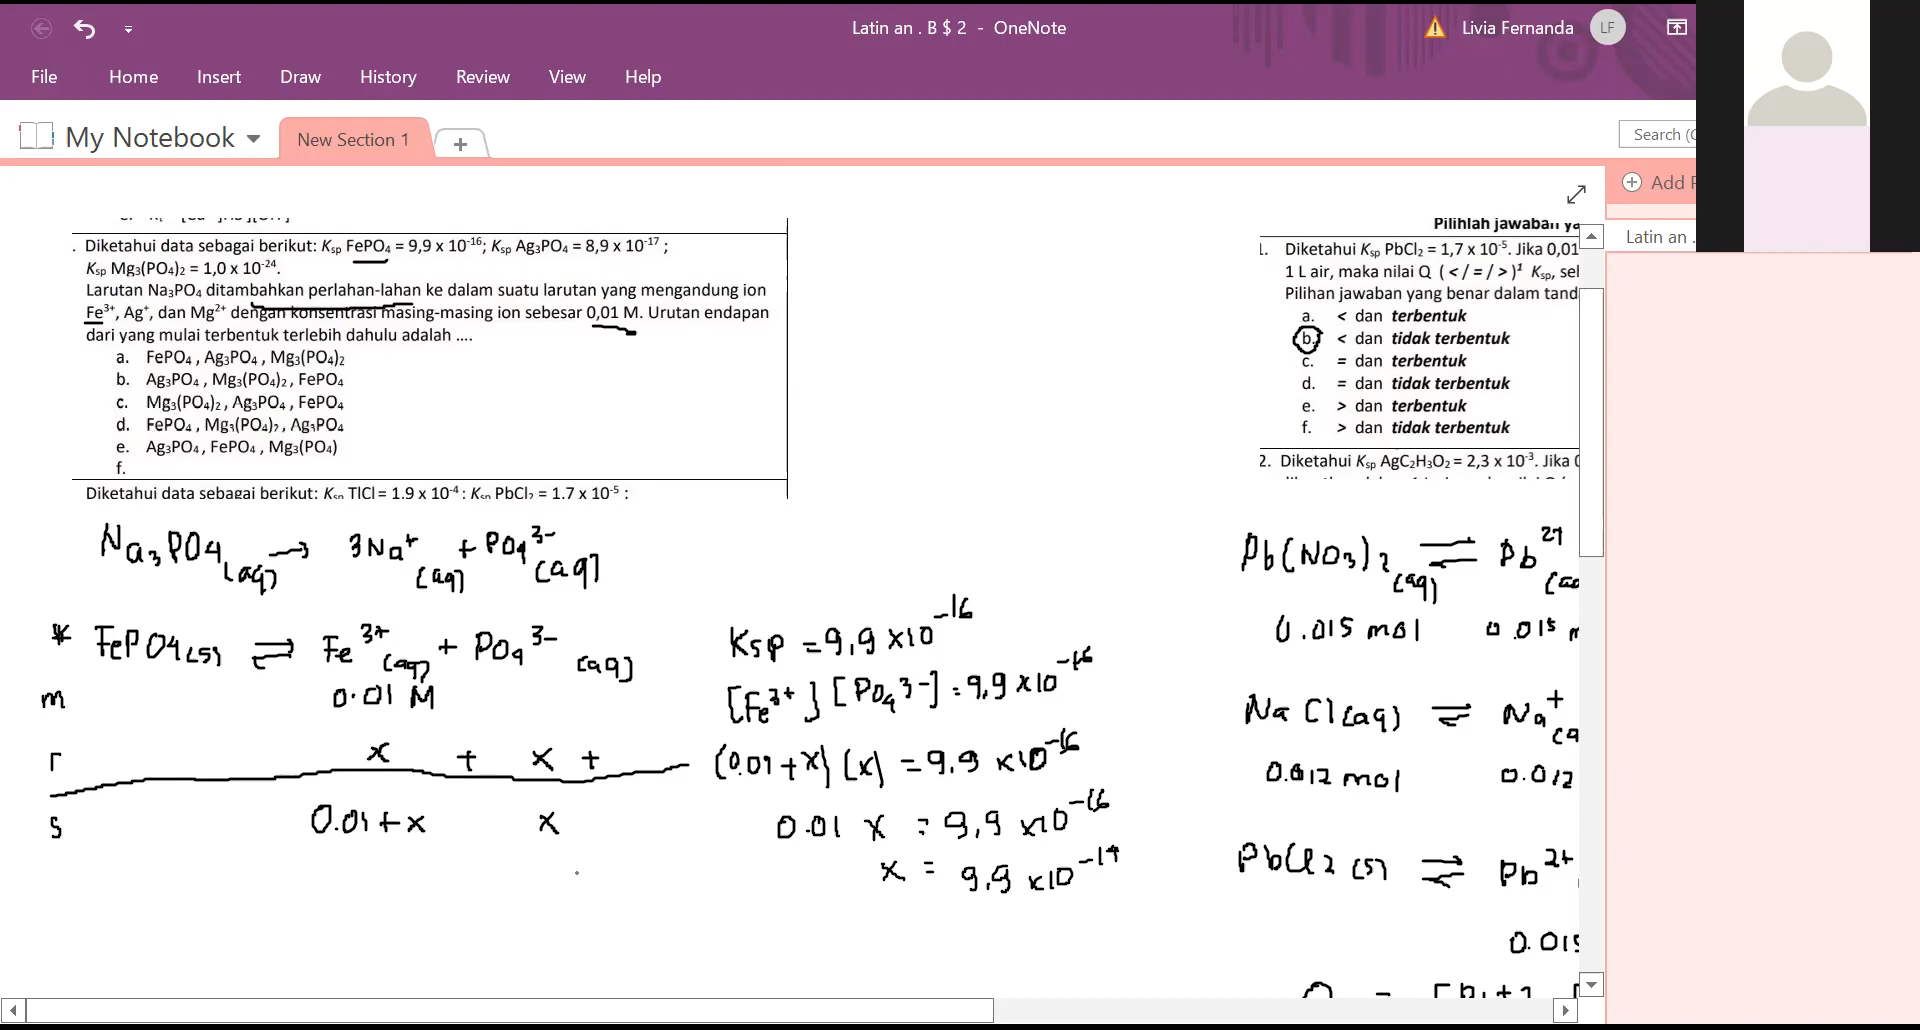 Latin an . B $ 2 - OneNote
Livia Fernanda
LF
File Home Insert Draw History Review View Help
My Notebook
New Section 1
+
Search (
Add
Latin an .
. Diketahui data sebagai berikut: Ksp FePO₄ = 9,9 x 10⁻¹⁶; Ksp Ag₃PO₄ = 8,9 x 10⁻¹⁷ ;
Ksp Mg₃(PO₄)₂ = 1,0 x 10⁻²⁴.
Larutan Na₃PO₄ ditambahkan perlahan-lahan ke dalam suatu larutan yang mengandung ion
Fe³⁺, Ag⁺, dan Mg²⁺ dengan konsentrasi masing-masing ion sebesar 0,01 M. Urutan endapan
dari yang mulai terbentuk terlebih dahulu adalah ....
a. FePO₄ , Ag₃PO₄ , Mg₃(PO₄)₂
b. Ag₃PO₄ , Mg₃(PO₄)₂ , FePO₄
c. Mg₃(PO₄)₂ , Ag₃PO₄ , FePO₄
d. FePO₄ , Mg₃(PO₄)₂ , Ag₃PO₄
e. Ag₃PO₄ , FePO₄ , Mg₃(PO₄)
f.
Diketahui data sebagai berikut: Ksp TlCl = 1,9 x 10⁻⁴ ; Ksp PbCl₂ = 1,7 x 10⁻⁵ ;
Na₃PO₄ (aq) → 3Na⁺ (aq) + PO₄³⁻ (aq)
* FePO₄ (s) ⇌ Fe³⁺ (aq) + PO₄³⁻ (aq)
m 0.01 M
r x + x +
s 0.01 + x x
Ksp = 9,9 x 10⁻¹⁶
[Fe³⁺] [PO₄³⁻] = 9,9 x 10⁻¹⁶
(0.01 + x) (x) = 9,9 x 10⁻¹⁶
0.01 x = 9,9 x 10⁻¹⁶
x = 9,9 x 10⁻¹⁴
Pilihlah jawaban
1. Diketahui Ksp PbCl₂ = 1,7 x 10⁻⁵. Jika 0,01
1 L air, maka nilai Q ( < / = / > )¹ Ksp, sel
Pilihan jawaban yang benar dalam tand
a. < dan terbentuk
b. < dan tidak terbentuk
c. = dan terbentuk
d. = dan tidak terbentuk
e. > dan terbentuk
f. > dan tidak terbentuk
2. Diketahui Ksp AgC₂H₃O₂ = 2,3 x 10⁻³. Jika
Pb(NO₃)₂ (aq) ⇌ Pb²⁺
0.015 mol 0.015
NaCl (aq) ⇌ Na⁺
0.012 mol 0.012
PbCl₂ (s) ⇌ Pb²⁺
0.015